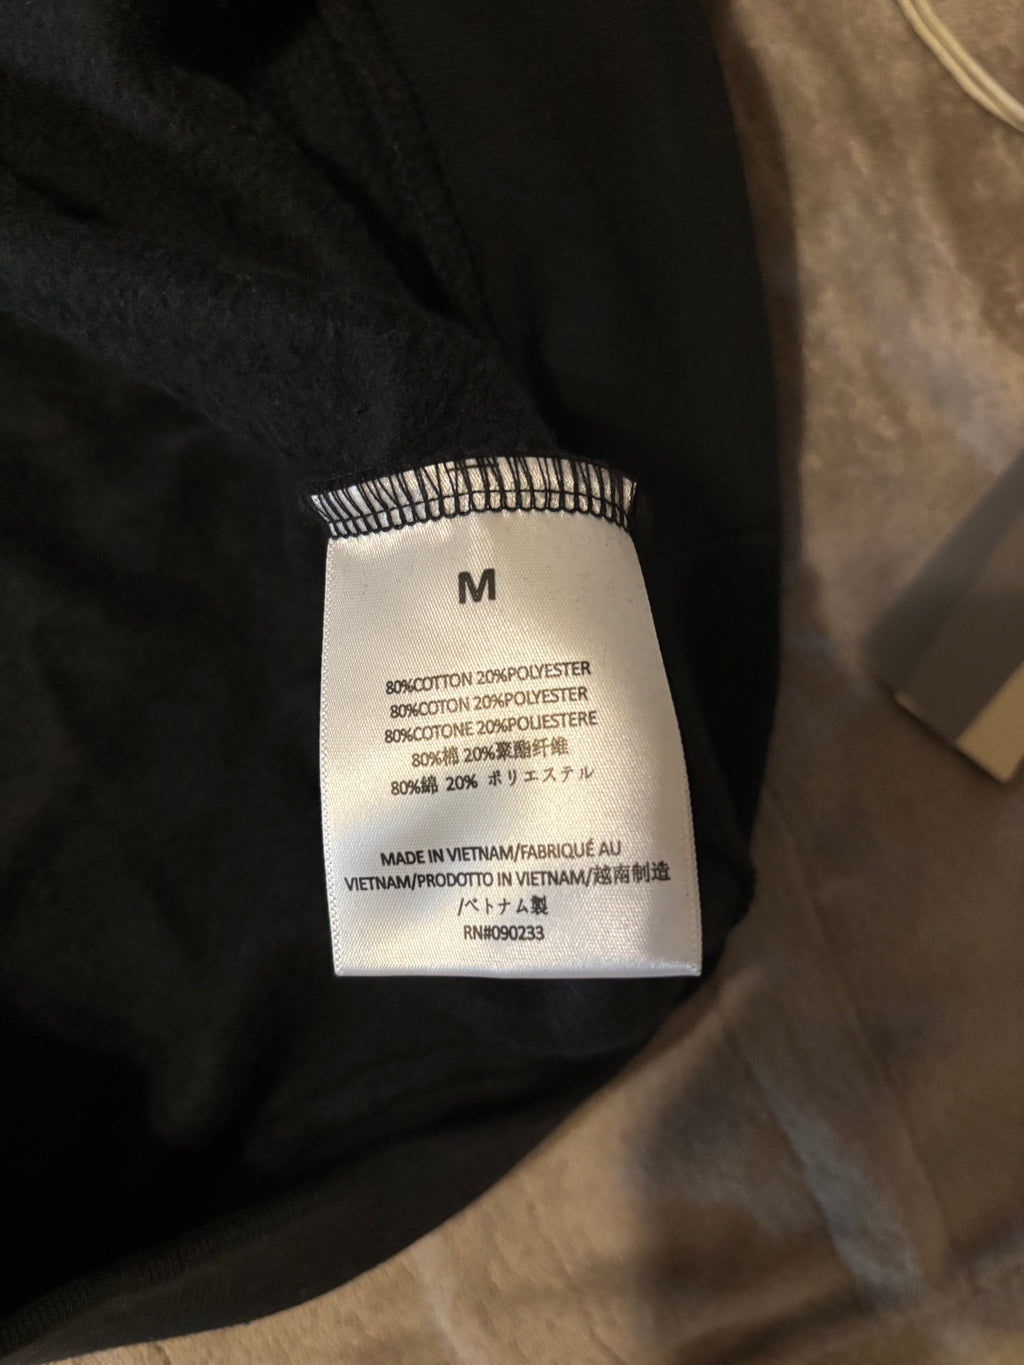 M
80%COTTON 20%POLYESTER
80%COTON 20%POLYESTER
80%COTONE 20%POLIESTERE
80%棉 20%聚酯纤维
80%綿 20% ポリエステル
MADE IN VIETNAM/FABRIQUÉ AU
VIETNAM/PRODOTTO IN VIETNAM/越南制造
/ベトナム製
RN#090233